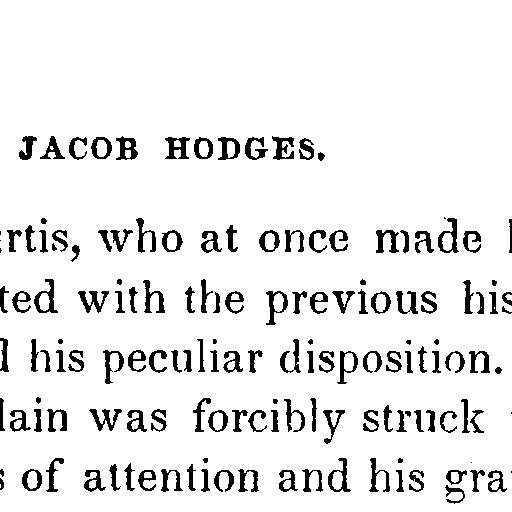 JACOB HODGES.
rtis, who at once made
ted with the previous his
his peculiar disposition.
lain was forcibly struck
s of attention and his gra